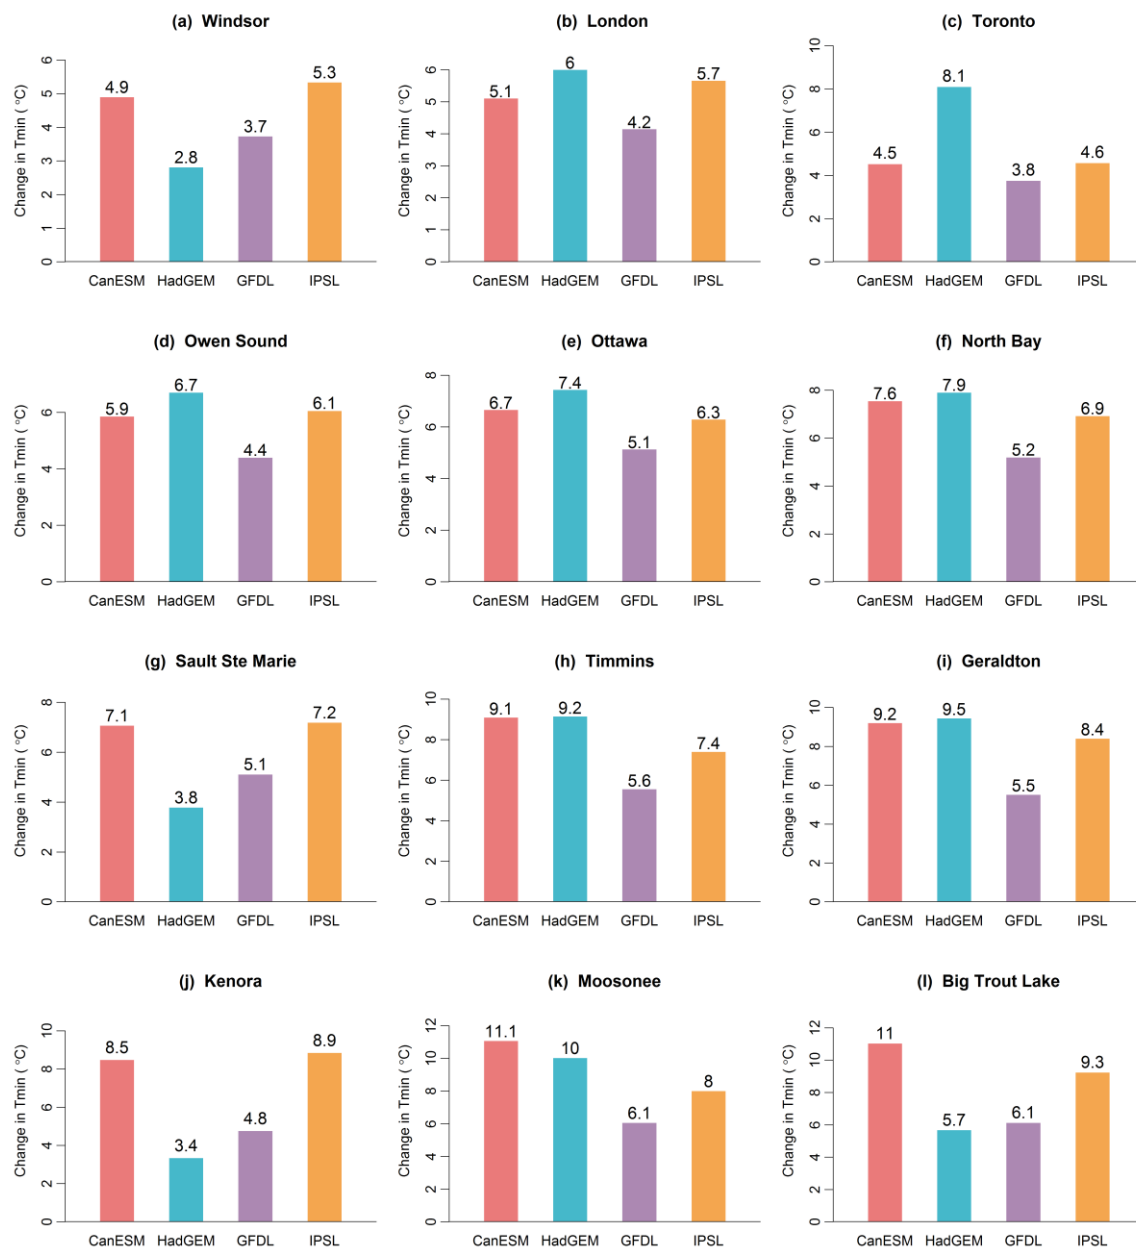 (a) Windsor
Change in Tmin ( °C)
0 1 2 3 4 5 6
4.9 2.8 3.7 5.3
CanESM HadGEM GFDL IPSL
(b) London
Change in Tmin ( °C)
0 1 2 3 4 5 6
5.1 6 4.2 5.7
CanESM HadGEM GFDL IPSL
(c) Toronto
Change in Tmin ( °C)
0 2 4 6 8 10
4.5 8.1 3.8 4.6
CanESM HadGEM GFDL IPSL
(d) Owen Sound
Change in Tmin ( °C)
0 2 4 6
5.9 6.7 4.4 6.1
CanESM HadGEM GFDL IPSL
(e) Ottawa
Change in Tmin ( °C)
0 2 4 6 8
6.7 7.4 5.1 6.3
CanESM HadGEM GFDL IPSL
(f) North Bay
Change in Tmin ( °C)
0 2 4 6 8
7.6 7.9 5.2 6.9
CanESM HadGEM GFDL IPSL
(g) Sault Ste Marie
Change in Tmin ( °C)
0 2 4 6 8
7.1 3.8 5.1 7.2
CanESM HadGEM GFDL IPSL
(h) Timmins
Change in Tmin ( °C)
0 2 4 6 8 10
9.1 9.2 5.6 7.4
CanESM HadGEM GFDL IPSL
(i) Geraldton
Change in Tmin ( °C)
0 2 4 6 8 10
9.2 9.5 5.5 8.4
CanESM HadGEM GFDL IPSL
(j) Kenora
Change in Tmin ( °C)
0 2 4 6 8 10
8.5 3.4 4.8 8.9
CanESM HadGEM GFDL IPSL
(k) Moosonee
Change in Tmin ( °C)
0 2 4 6 8 10 12
11.1 10 6.1 8
CanESM HadGEM GFDL IPSL
(l) Big Trout Lake
Change in Tmin ( °C)
0 2 4 6 8 10 12
11 5.7 6.1 9.3
CanESM HadGEM GFDL IPSL